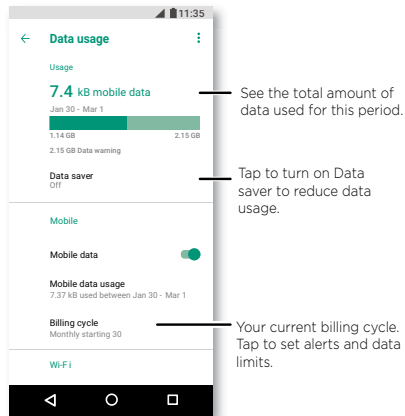 11:35
Data usage
Usage
7.4 kB mobile data
Jan 30 - Mar 1
1.14 GB 2.15 GB
2.15 GB Data warning
Data saver
Off
Mobile
Mobile data
Mobile data usage
7.37 kB used between Jan 30 - Mar 1
Billing cycle
Monthly starting 30
Wi-Fi
See the total amount of
data used for this period.
Tap to turn on Data
saver to reduce data
usage.
Your current billing cycle.
Tap to set alerts and data
limits.